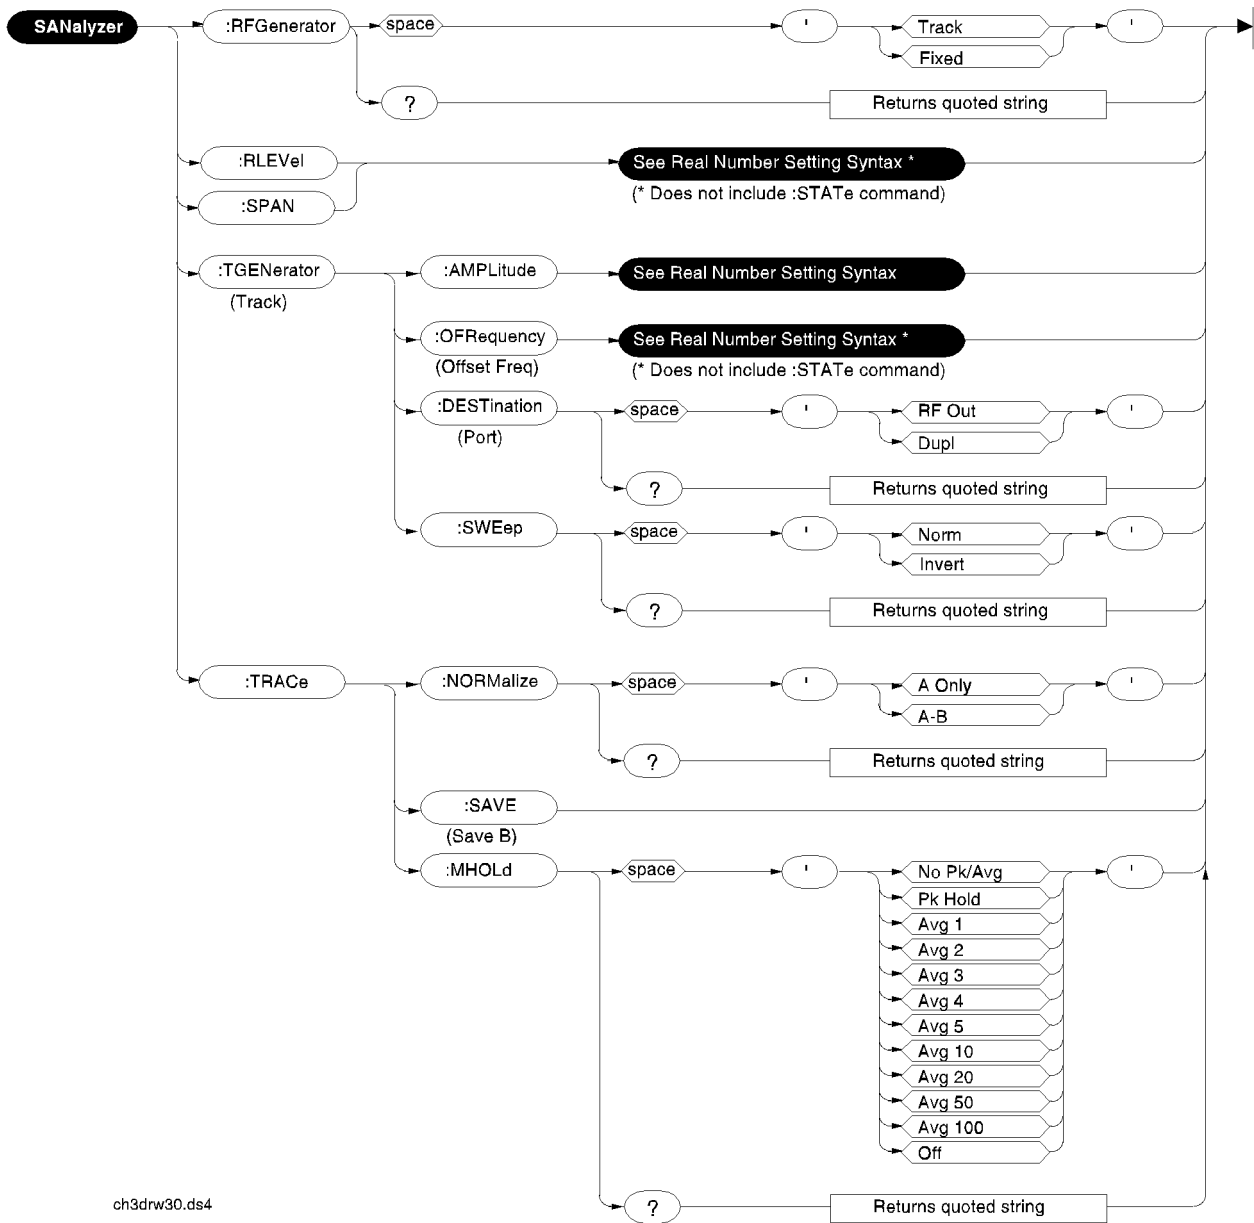 SANalyzer :RFGenerator space ' Track '
Fixed
? Returns quoted string
:RLEVel See Real Number Setting Syntax *
(* Does not include :STATe command)
:SPAN
:TGENerator :AMPLitude See Real Number Setting Syntax
(Track)
:OFRequency See Real Number Setting Syntax *
(Offset Freq) (* Does not include :STATe command)
:DESTination space ' RF Out '
(Port) Dupl
? Returns quoted string
:SWEep space ' Norm '
Invert
? Returns quoted string
:TRACe :NORMalize space ' A Only '
A-B
? Returns quoted string
:SAVE
(Save B)
:MHOLd space ' No Pk/Avg '
Pk Hold
Avg 1
Avg 2
Avg 3
Avg 4
Avg 5
Avg 10
Avg 20
Avg 50
Avg 100
Off
ch3drw30.ds4 ? Returns quoted string